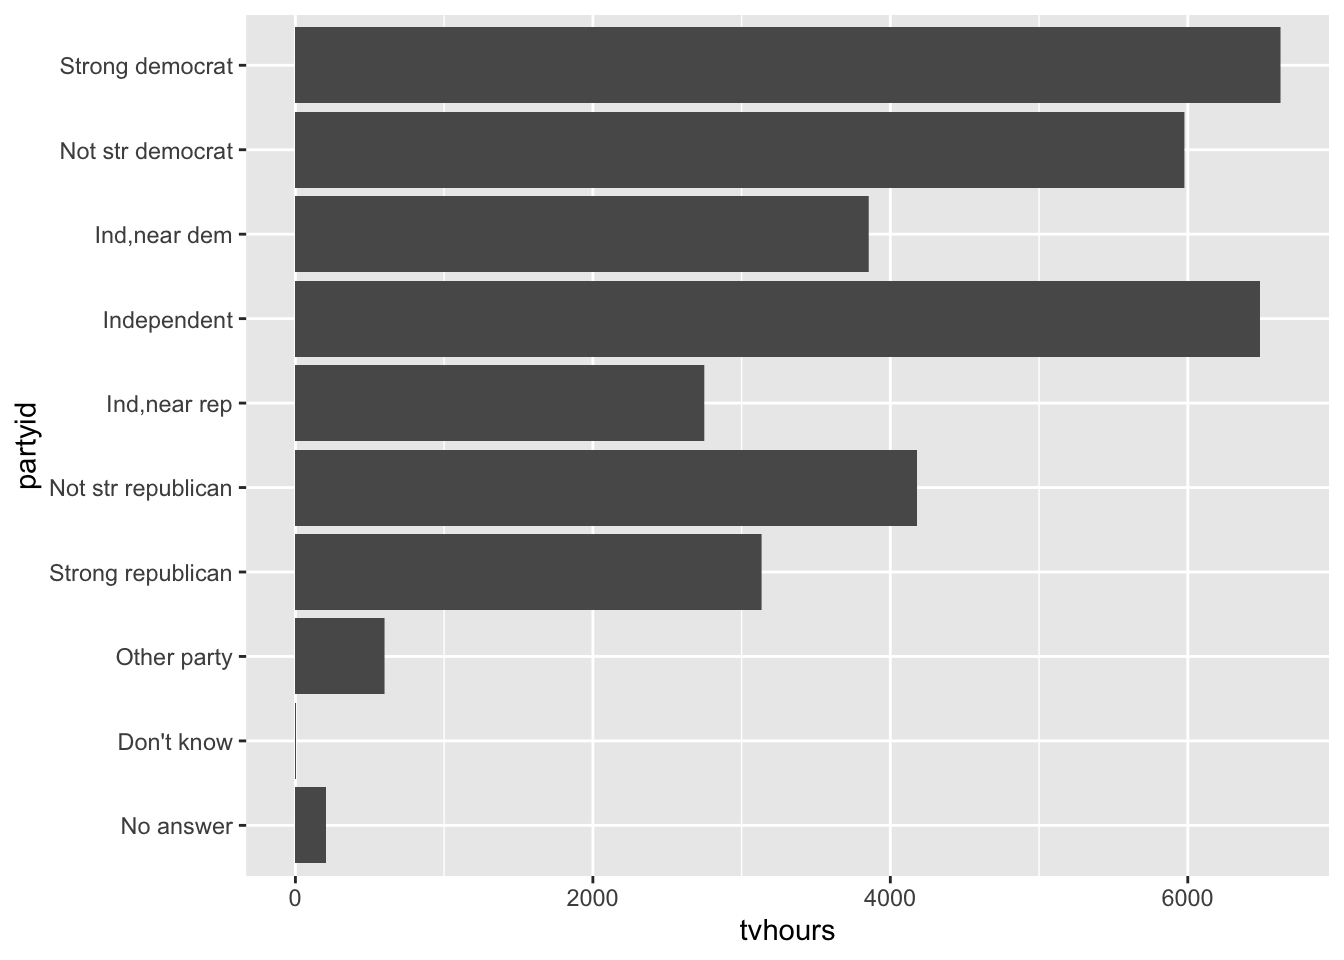 Strong democrat
Not str democrat
Ind,near dem
Independent
Ind,near rep
Not str republican
Strong republican
Other party
Don't know
No answer
partyid
0 2000 4000 6000
tvhours